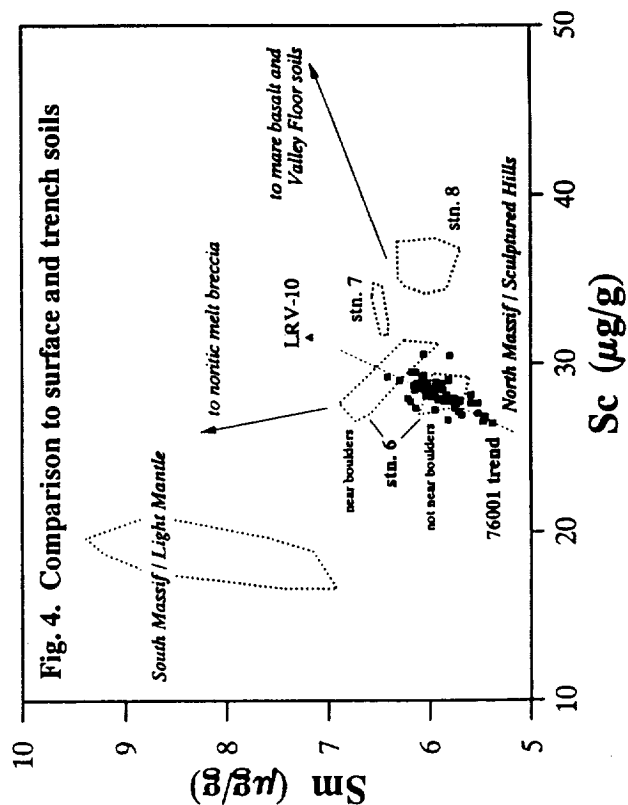 Fig. 4. Comparison to surface and trench soils
South Massif / Light Mantle
to noritic melt breccia
to mare basalt and
Valley Floor soils
LRV-10
stn. 7
stn. 8
near boulders
stn. 6
not near boulders
76001 trend
North Massif / Sculptured Hills
10
9
8
7
6
5
Sm (μg/g)
10
20
30
40
50
Sc (μg/g)